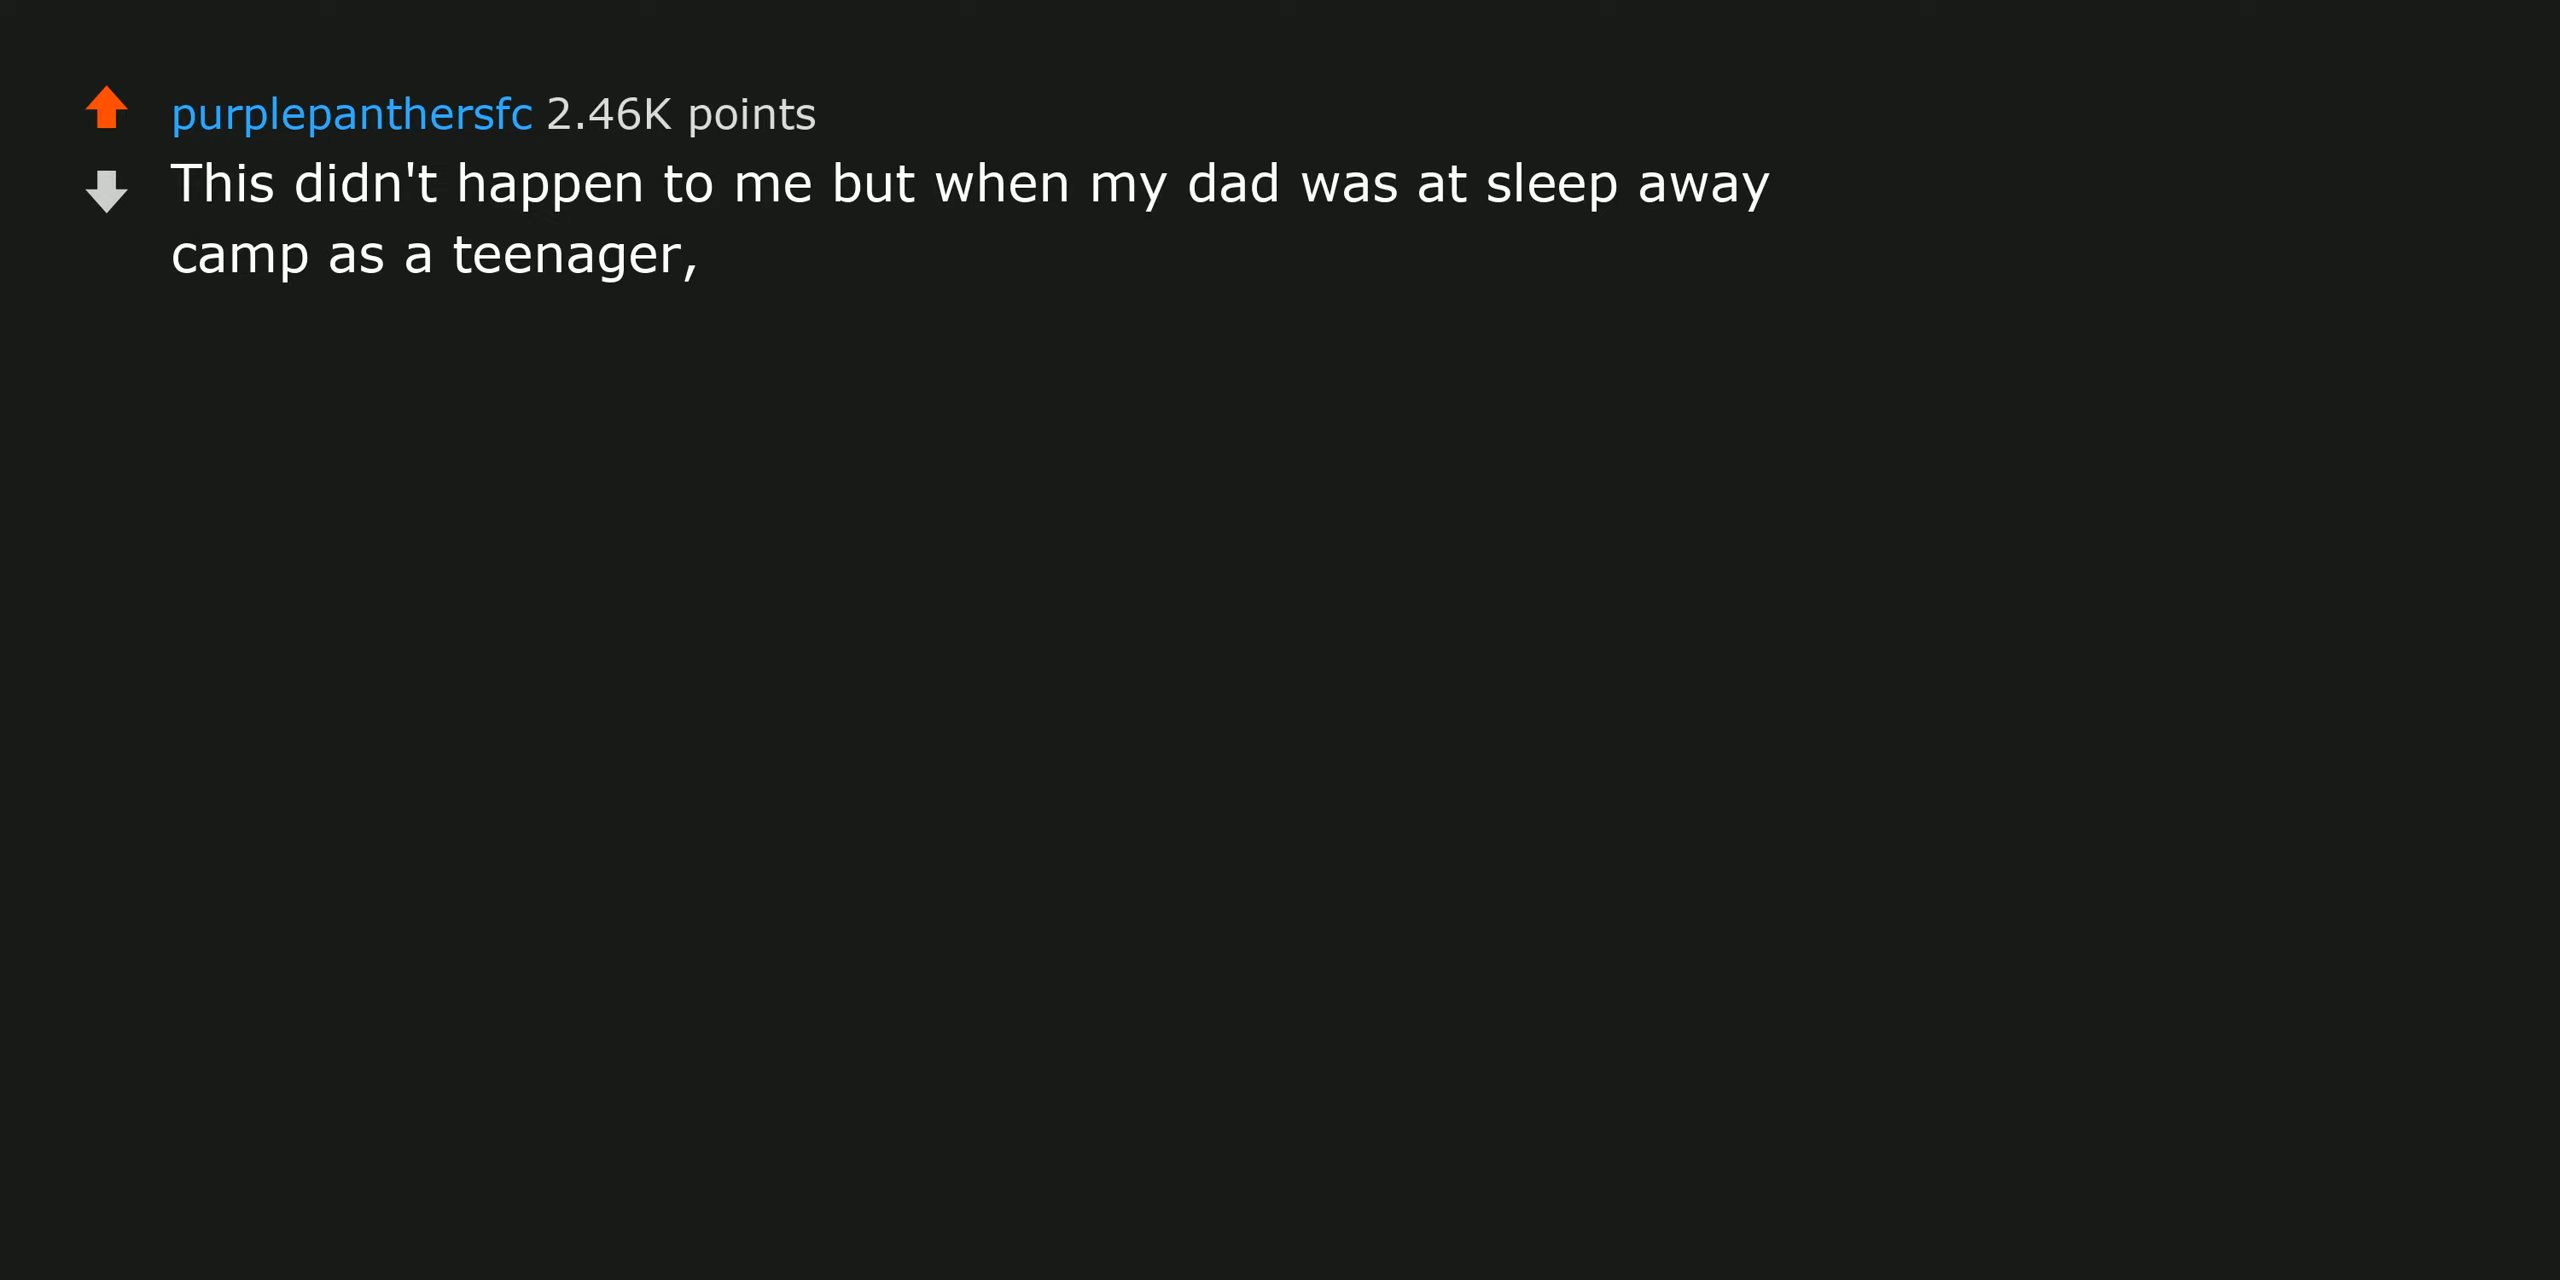 purplepanthersfc 2.46K points
This didn't happen to me but when my dad was at sleep away
camp as a teenager,